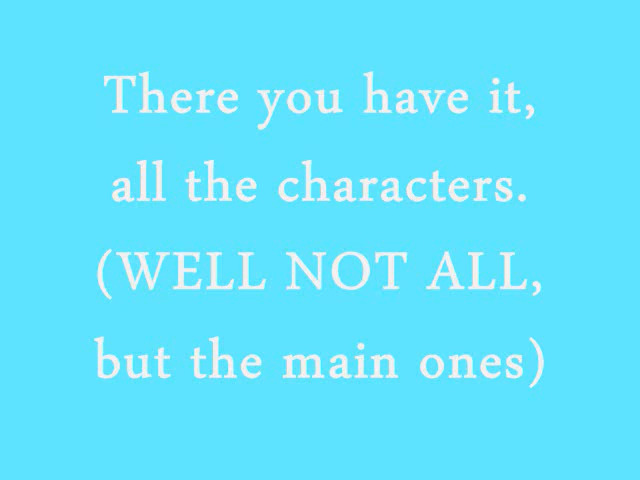 There you have it,
all the characters.
(WELL NOT ALL,
but the main ones)